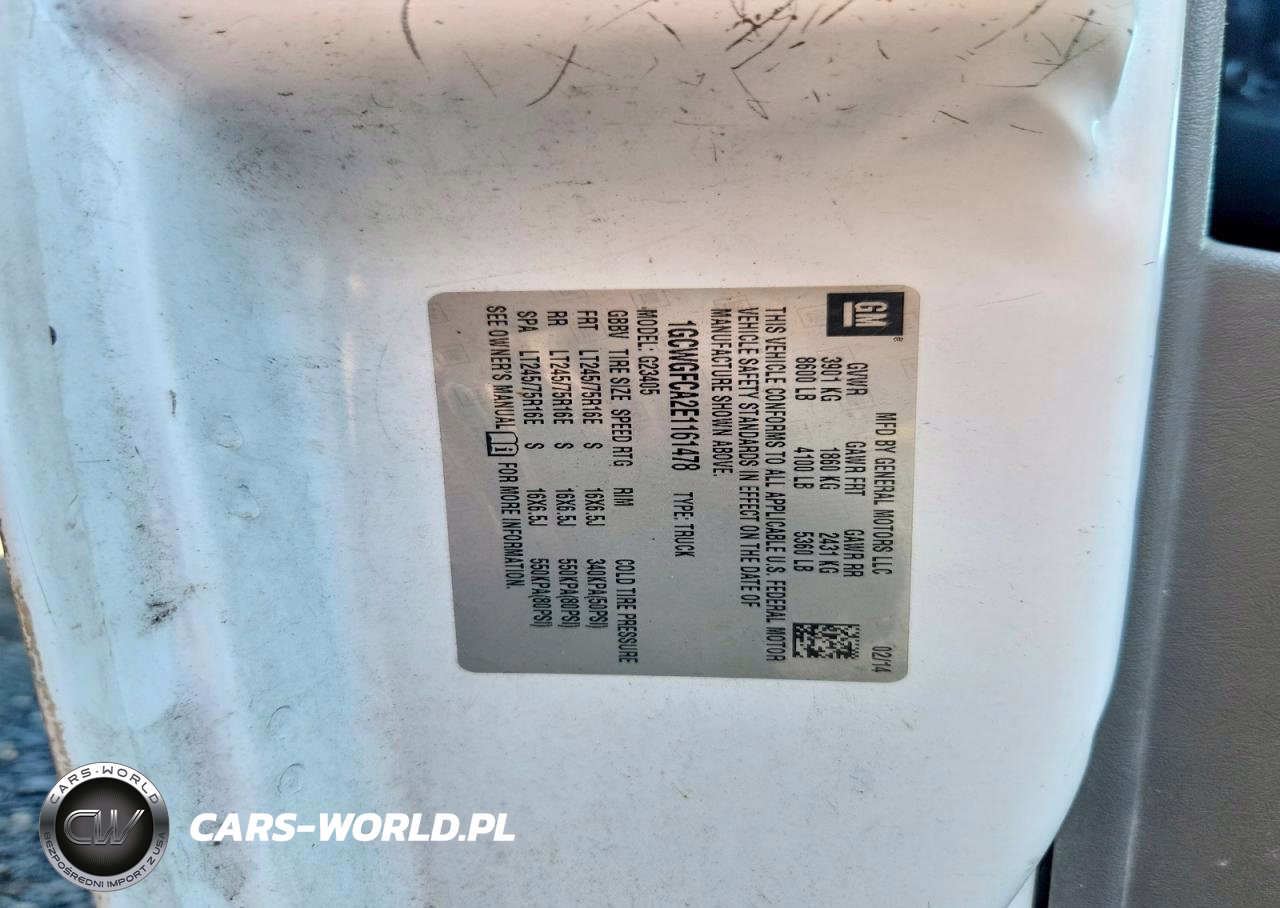 GM
MFD BY GENERAL MOTORS LLC 02/14
GVWR GAWR FRT GAWR RR
3901 KG 1860 KG 2431 KG
8600 LB 4100 LB 5360 LB
THIS VEHICLE CONFORMS TO ALL APPLICABLE U.S. FEDERAL MOTOR
VEHICLE SAFETY STANDARDS IN EFFECT ON THE DATE OF
MANUFACTURE SHOWN ABOVE.
1GCWGFCA2E1161478 TYPE: TRUCK
MODEL: G23405
GBBV TIRE SIZE SPEED RTG RIM COLD TIRE PRESSURE
FRT LT245/75R16E S 16X6.5J 340KPA(50PSI)
RR LT245/75R16E S 16X6.5J 550KPA(80PSI)
SPA LT245/75R16E S 16X6.5J 550KPA(80PSI)
SEE OWNER'S MANUAL FOR MORE INFORMATION.
CARS-WORLD
CW
BEZPOŚREDNI IMPORT Z USA
CARS-WORLD.PL